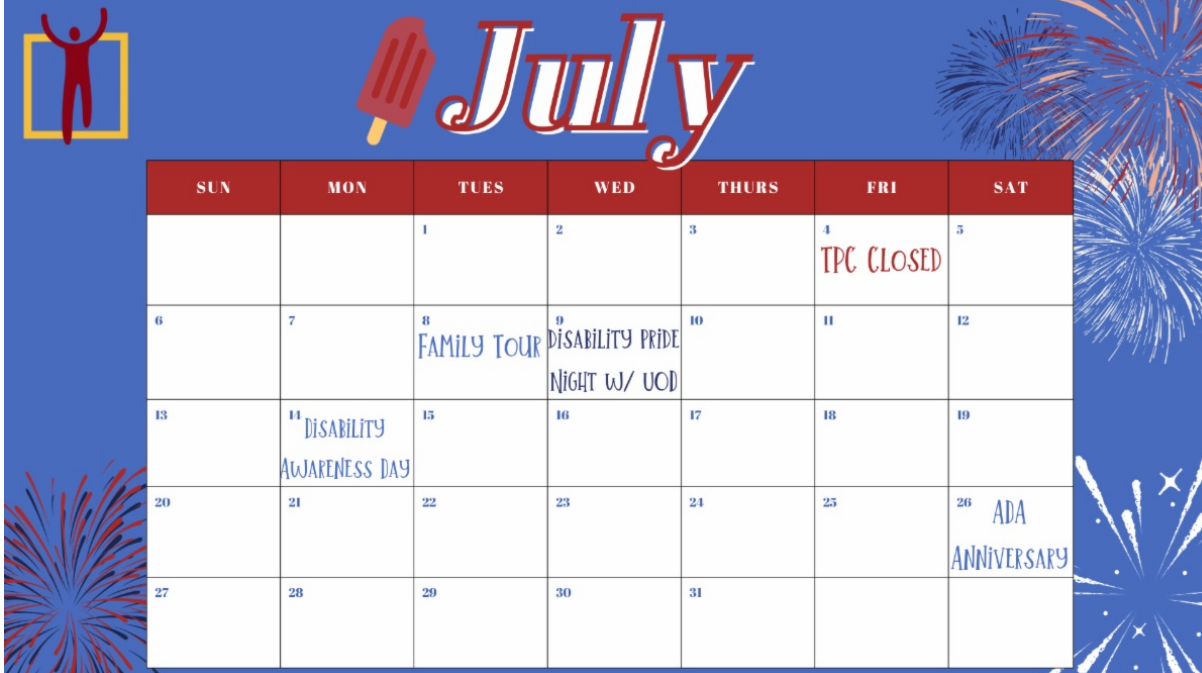 July
SUN MON TUES WED THURS FRI SAT
1 2 3 4 5
TPC CLOSED
6 7 8 9 10 11 12
FAMILY TOUR
DISABILITY PRIDE
NIGHT W/ UOD
13 14 15 16 17 18 19
DISABILITY
AWARENESS DAY
20 21 22 23 24 25 26
ADA
ANNIVERSARY
27 28 29 30 31